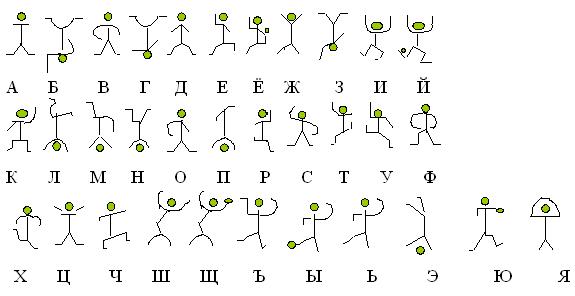 А Б В Г Д Е Ё Ж З И Й
К Л М Н О П Р С Т У Ф
Х Ц Ч Ш Щ Ъ Ы Ь Э Ю Я